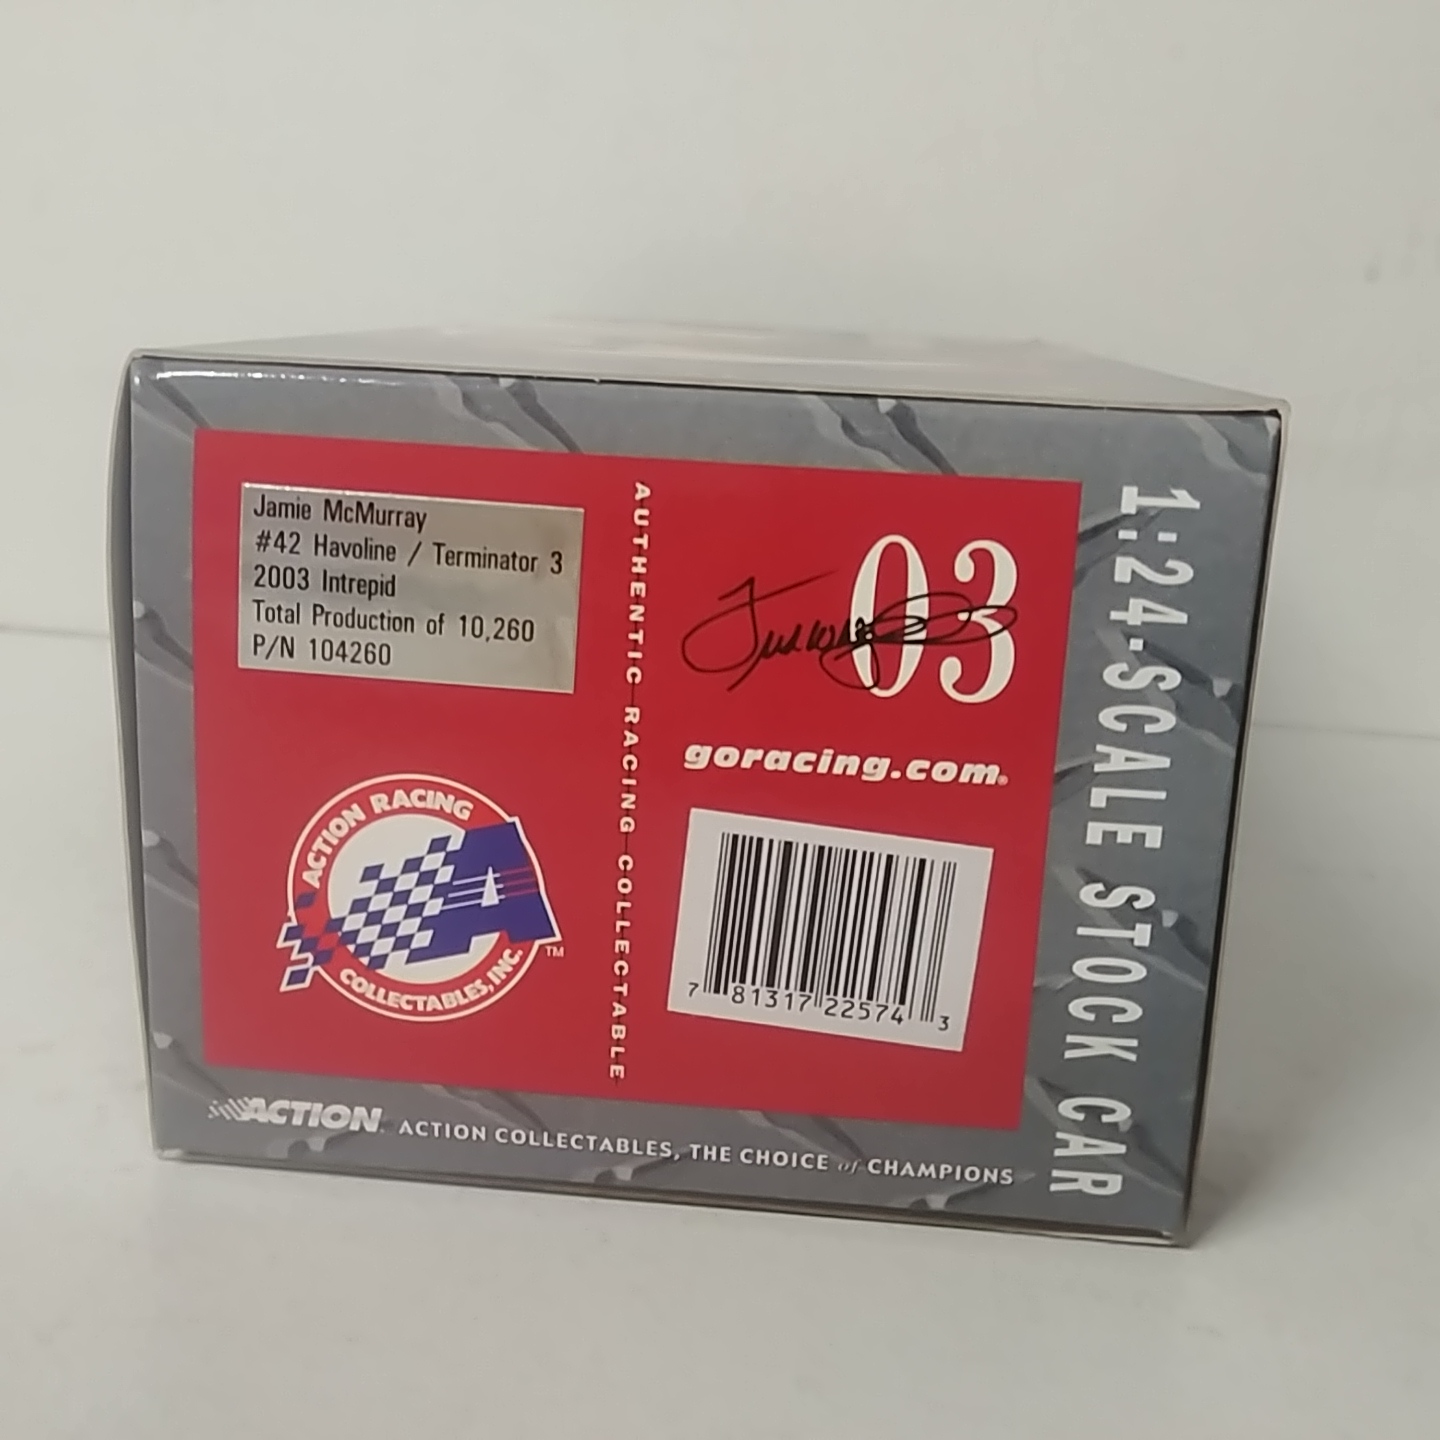 Jamie McMurray
#42 Havoline / Terminator 3
2003 Intrepid
Total Production of 10,260
P/N 104260
ACTION RACING
COLLECTABLES, INC.
TM
AUTHENTIC RACING COLLECTABLE
03
goracing.com®
7 81317 22574 3
1:24-SCALE STOCK CAR
ACTION.
ACTION COLLECTABLES, THE CHOICE of CHAMPIONS